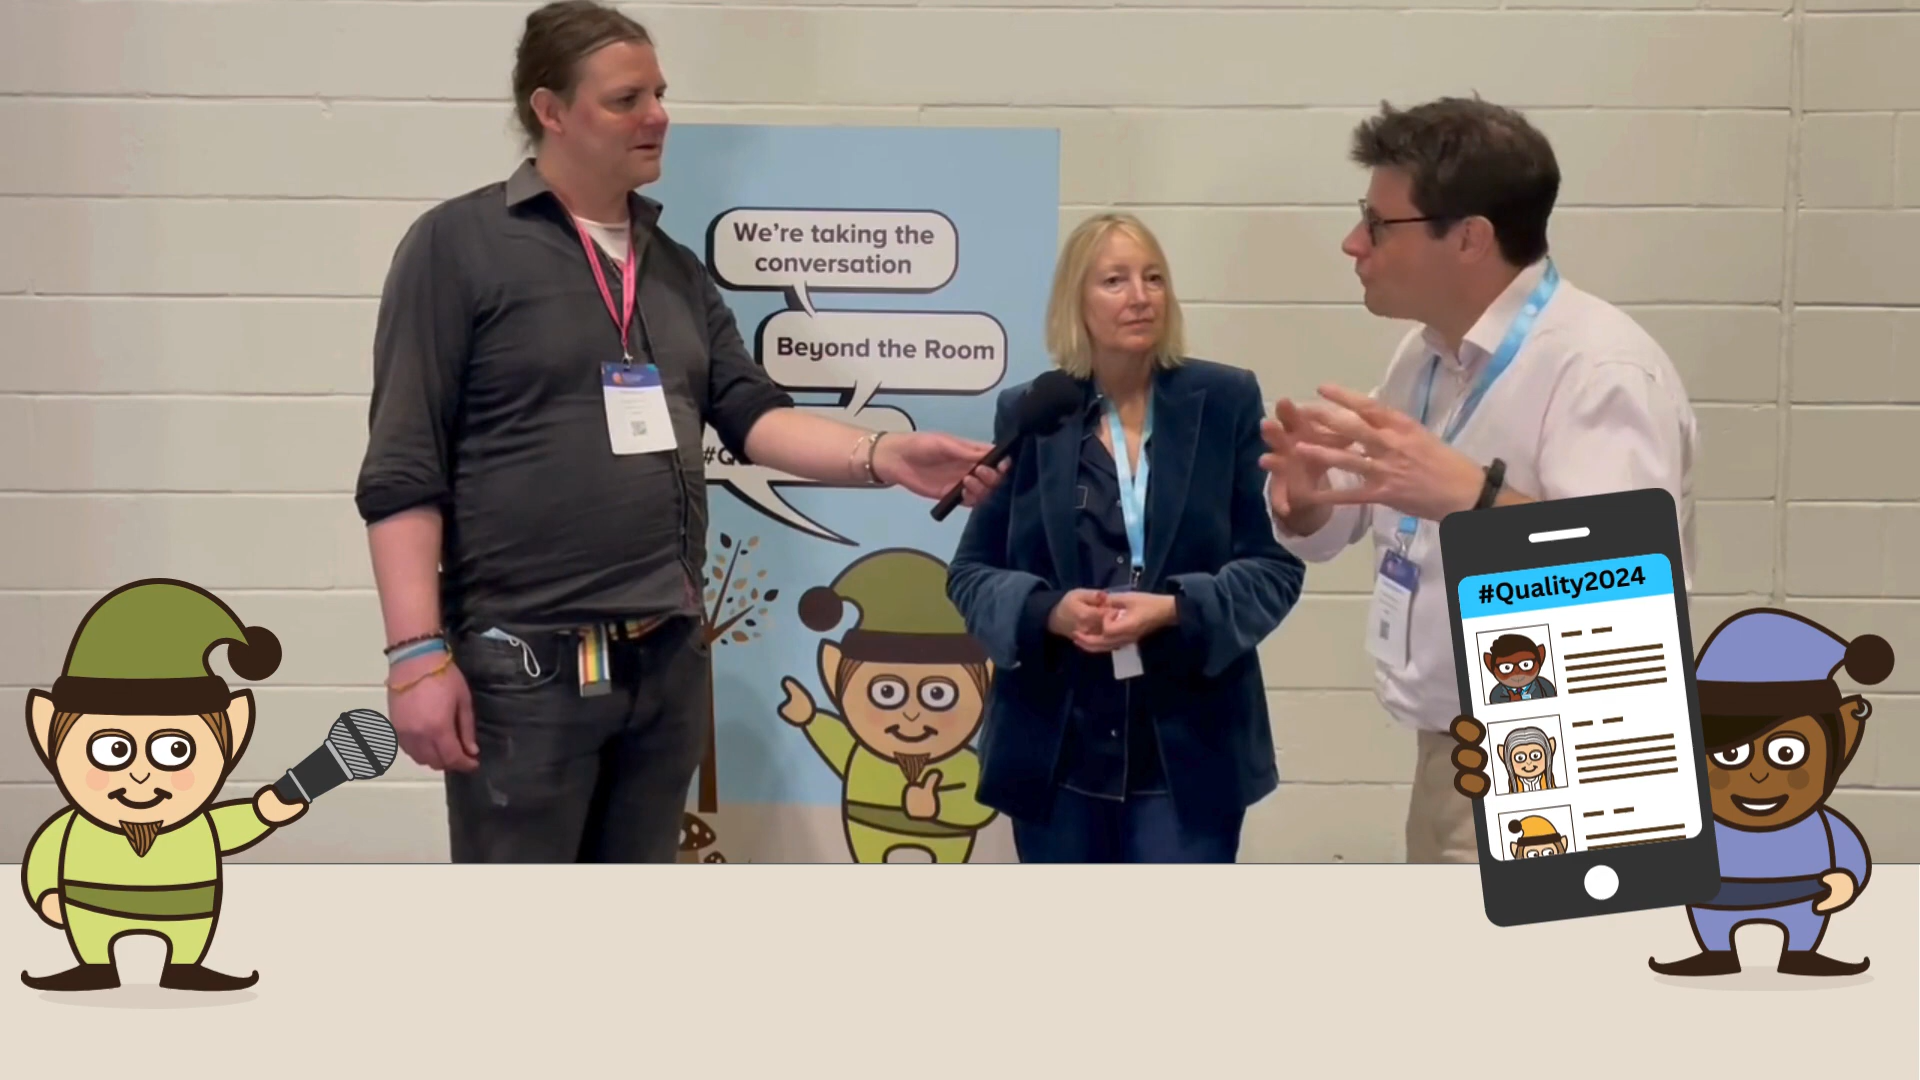 We're taking the
conversation
Beyond the Room
#Quality2024